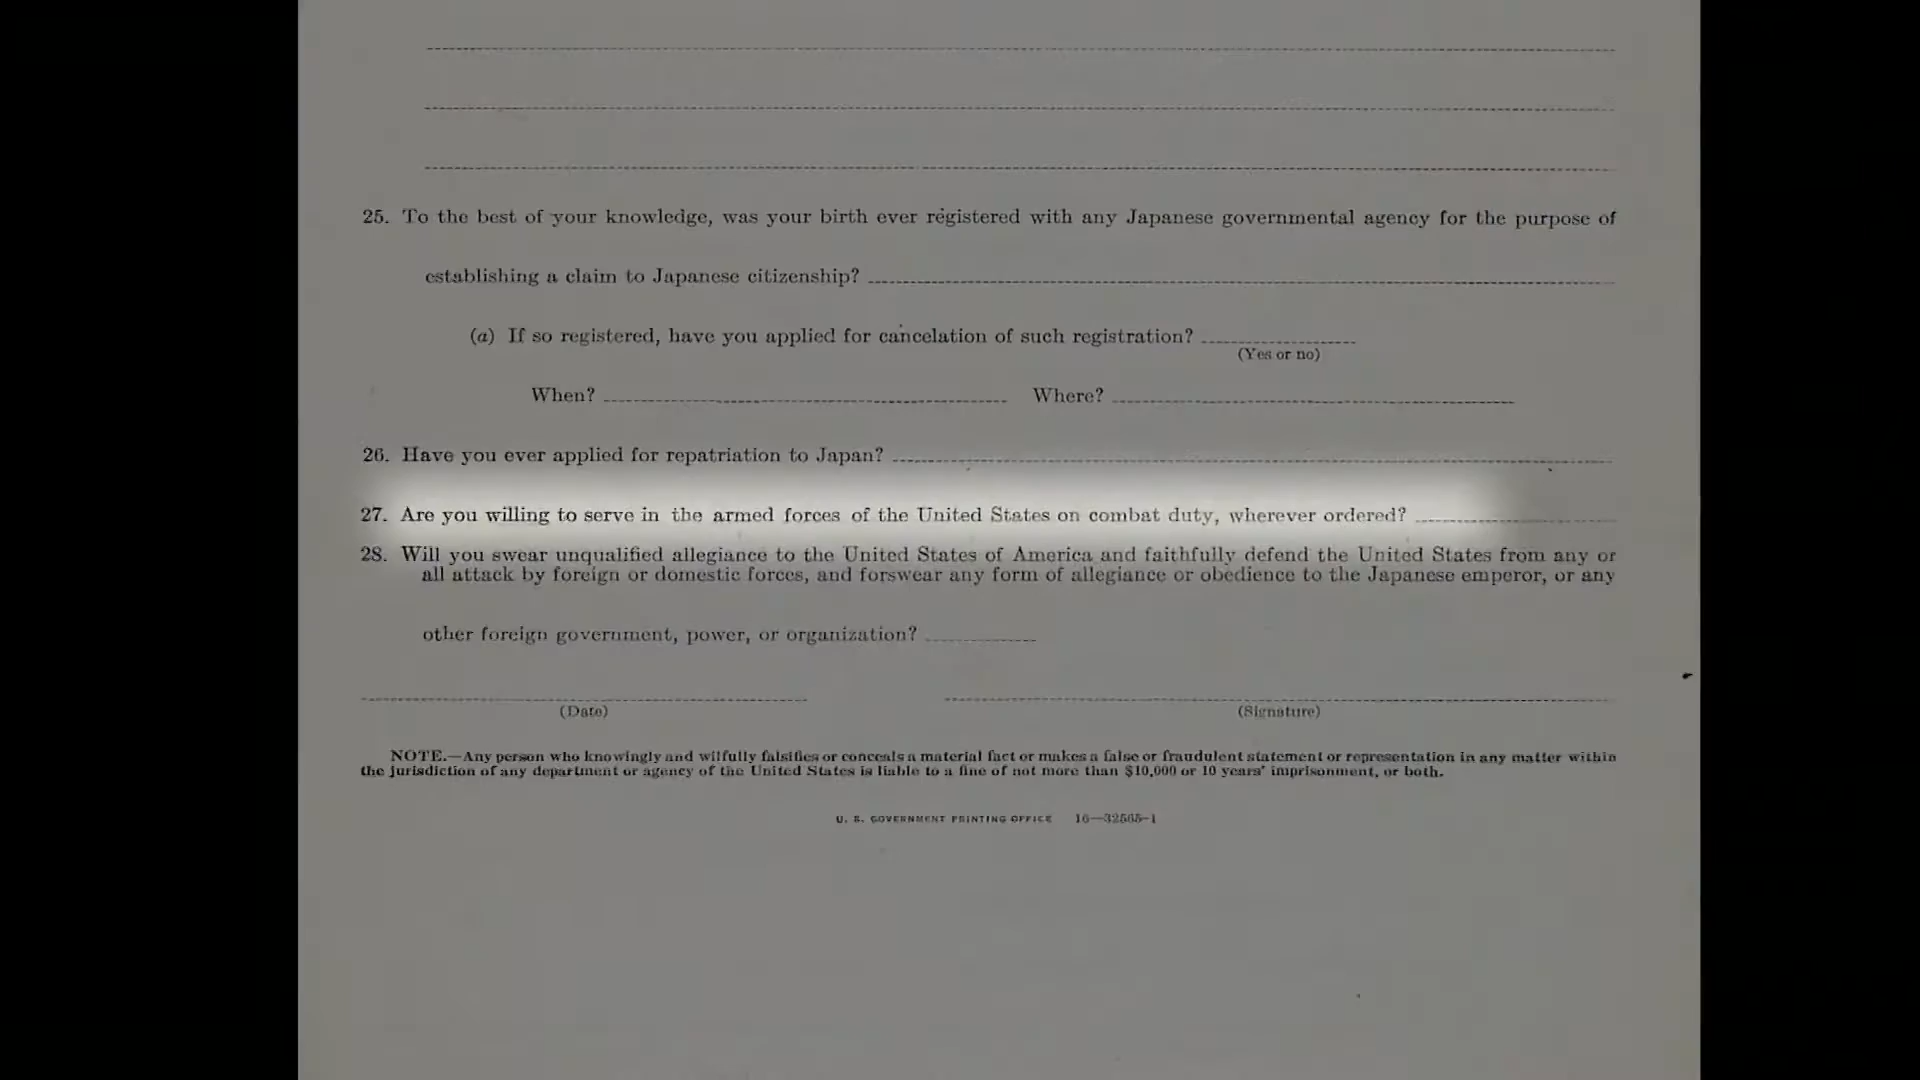 25. To the best of your knowledge, was your birth ever registered with any Japanese governmental agency for the purpose of
establishing a claim to Japanese citizenship?
(a) If so registered, have you applied for cancelation of such registration?
(Yes or no)
When? Where?
26. Have you ever applied for repatriation to Japan?
27. Are you willing to serve in the armed forces of the United States on combat duty, wherever ordered?
28. Will you swear unqualified allegiance to the United States of America and faithfully defend the United States from any or
all attack by foreign or domestic forces, and forswear any form of allegiance or obedience to the Japanese emperor, or any
other foreign government, power, or organization?
(Date) (Signature)
NOTE.—Any person who knowingly and wilfully falsifies or conceals a material fact or makes a false or fraudulent statement or representation in any matter within
the jurisdiction of any department or agency of the United States is liable to a fine of not more than $10,000 or 10 years' imprisonment, or both.
U. S. GOVERNMENT PRINTING OFFICE 16—32565-1